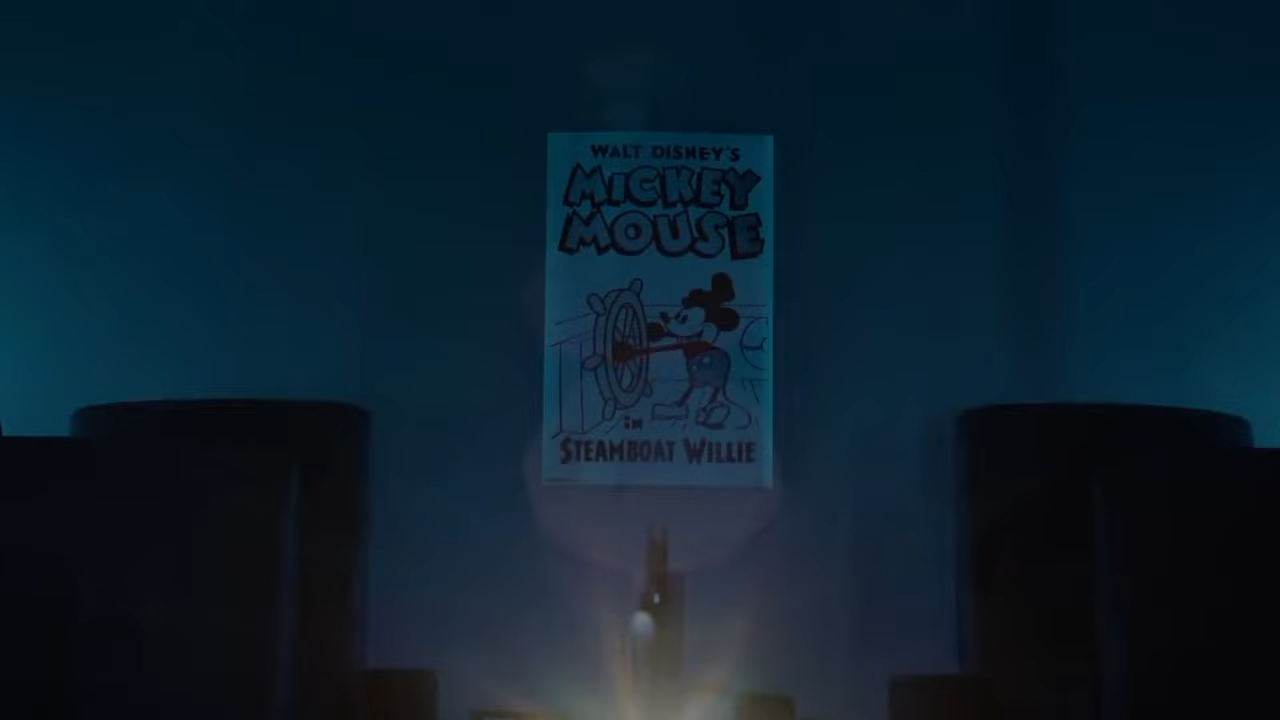 WALT DISNEY'S
MICKEY
MOUSE
in
STEAMBOAT WILLIE